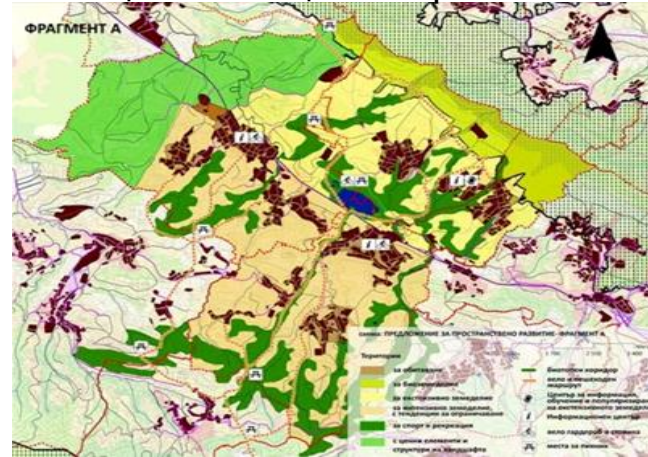 ФРАГМЕНТ А
СХЕМА: ПРЕДЛОЖЕНИЕ ЗА ПРОСТРАНСТВЕНО РАЗВИТИЕ- ФРАГМЕНТ А
Територии
за обитаване
за биоземеделие
за екстензивно земеделие
за интензивно земеделие,
с тенденция за ограничаване
за спорт и рекреация
с ценни елементи и
структури на ландшафта
Биотопен коридор
вело и пешеходен
маршрут
Център за информация,
обучение и популяризиране
на екстензивното земеделие
Информационен център
вело гардероб и стоянка
места за пикник